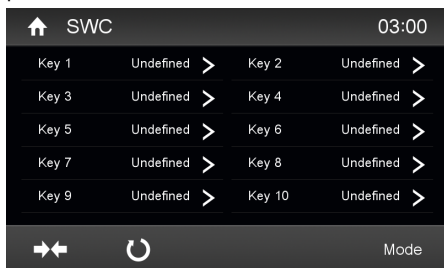 SWC 03:00
Key 1 Undefined Key 2 Undefined
Key 3 Undefined Key 4 Undefined
Key 5 Undefined Key 6 Undefined
Key 7 Undefined Key 8 Undefined
Key 9 Undefined Key 10 Undefined
Mode